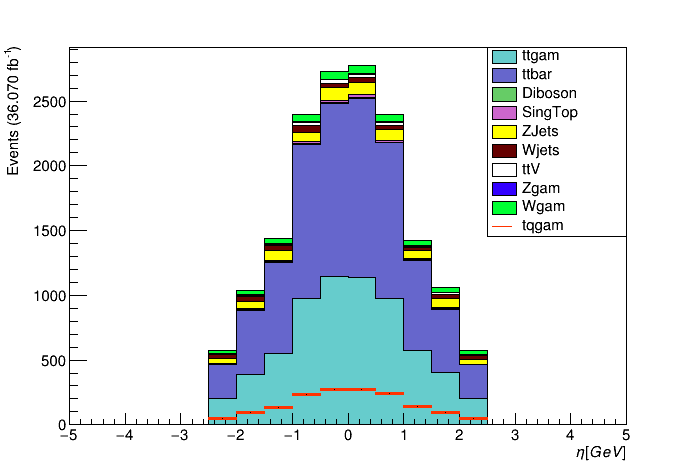 Events (36.070 fb⁻¹)
2500
2000
1500
1000
500
0
−5 −4 −3 −2 −1 0 1 2 3 4 5
η[GeV]
ttgam
ttbar
Diboson
SingTop
ZJets
Wjets
ttV
Zgam
Wgam
tqgam